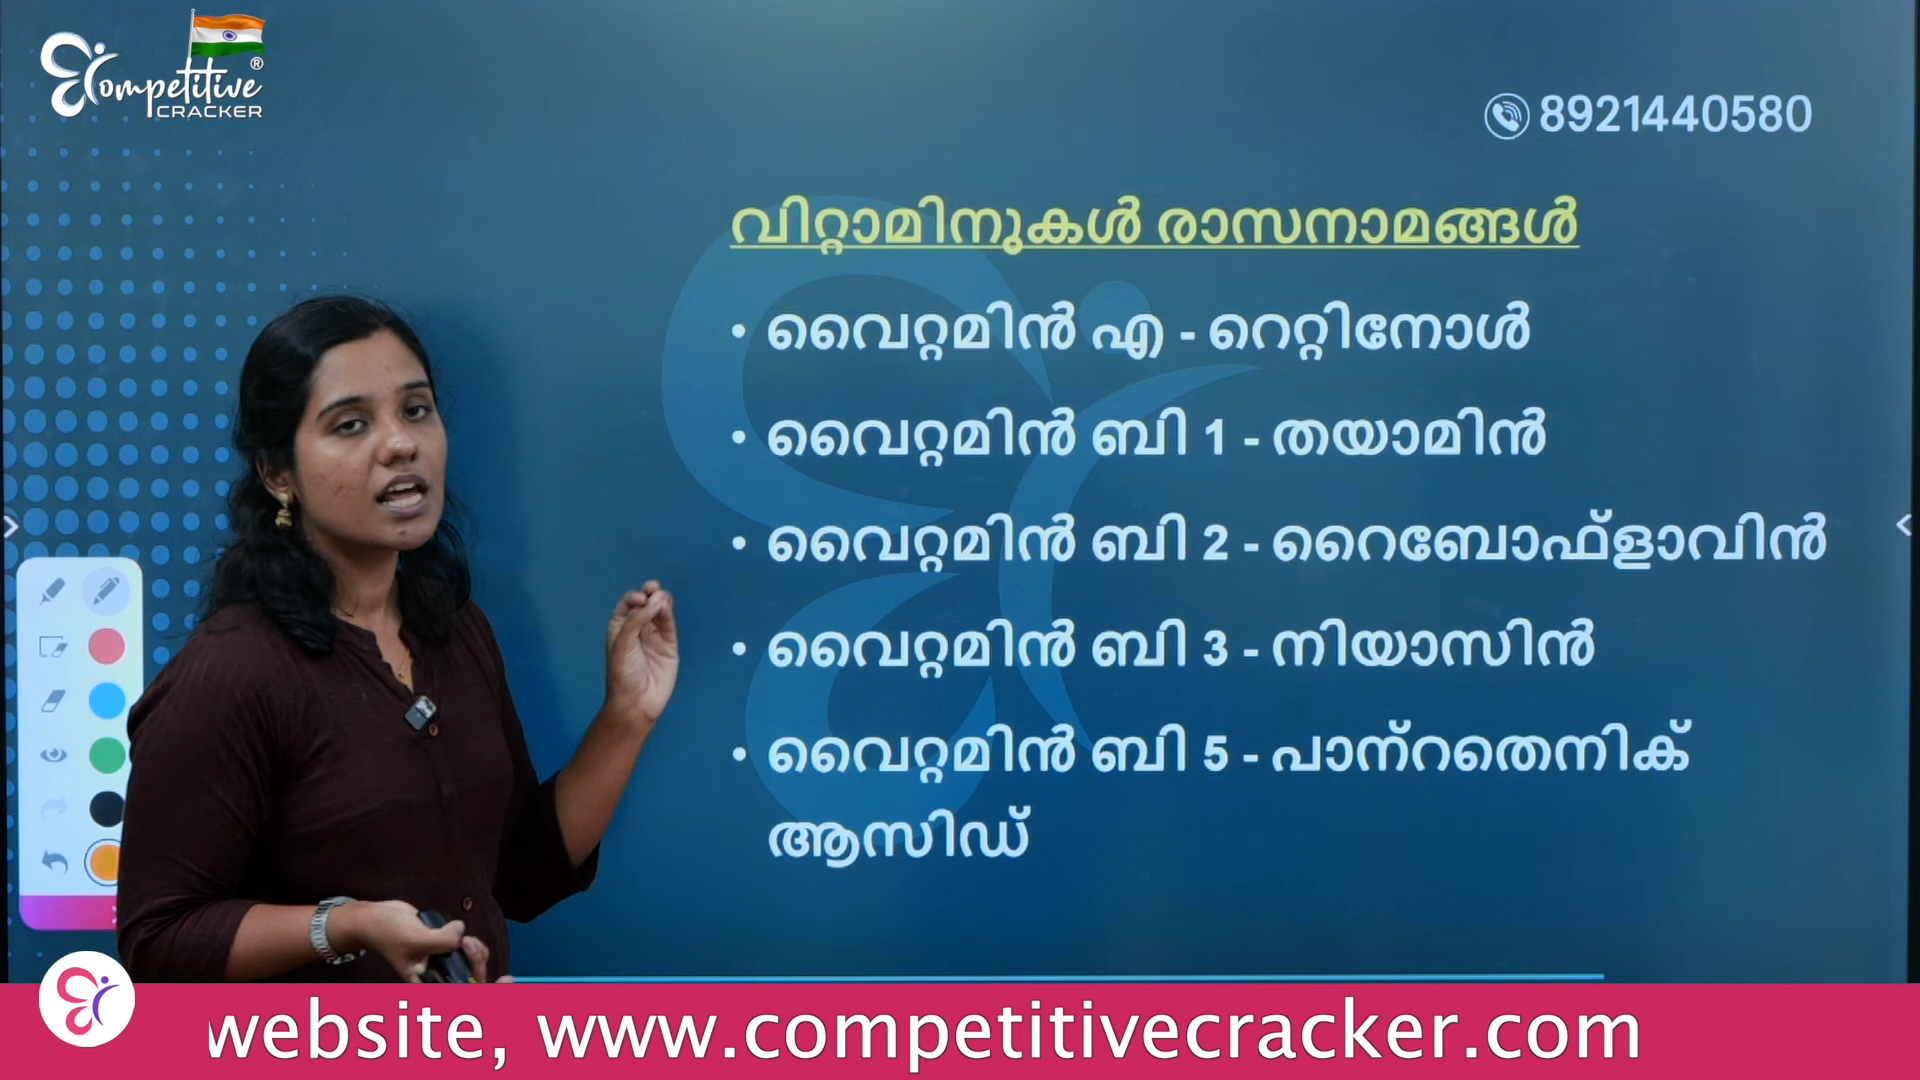 Competitive®
CRACKER
8921440580
വിറ്റാമിനുകൾ രാസനാമങ്ങൾ
• വൈറ്റമിൻ എ - റെറ്റിനോൾ
• വൈറ്റമിൻ ബി 1 - തയാമിൻ
• വൈറ്റമിൻ ബി 2 - റൈബോഫ്ളാവിൻ
• വൈറ്റമിൻ ബി 3 - നിയാസിൻ
• വൈറ്റമിൻ ബി 5 - പാന്റതെനിക്
ആസിഡ്
website, www.competitivecracker.com